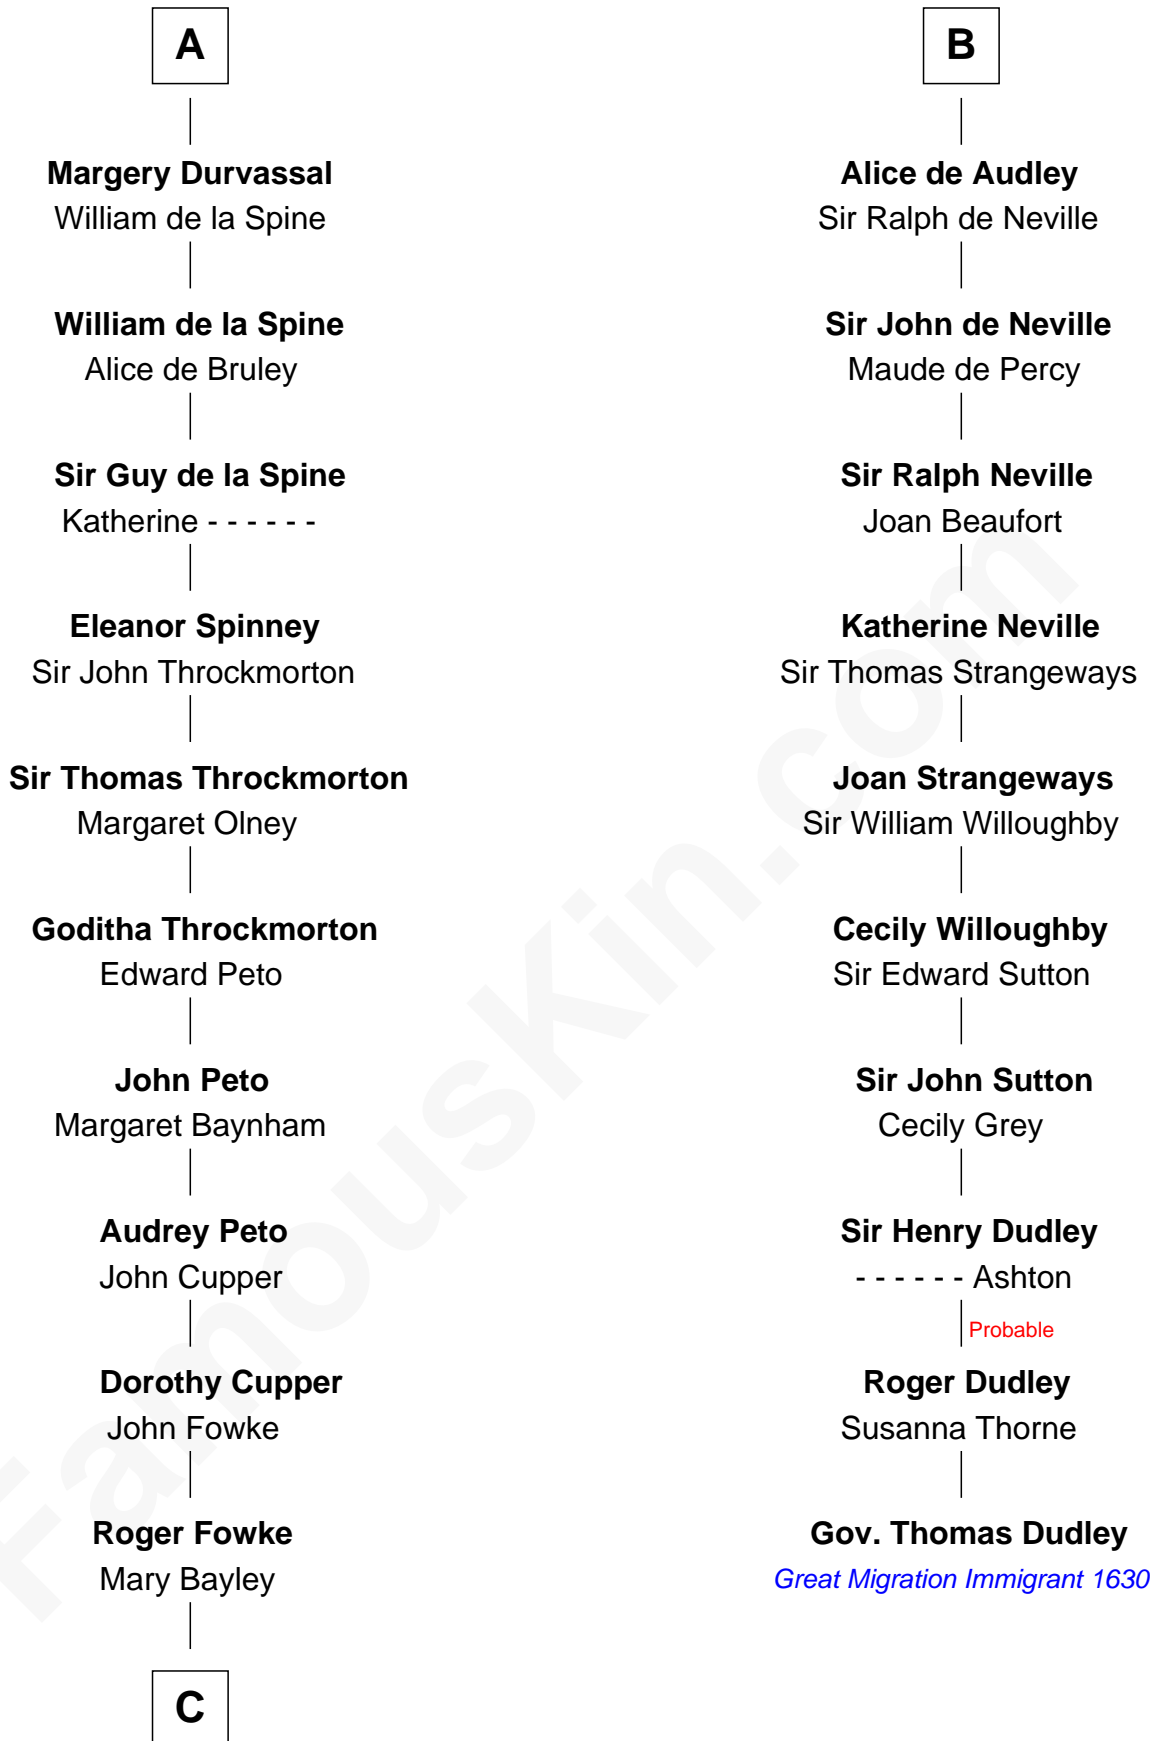 A
Margery Durvassal
William de la Spine
William de la Spine
Alice de Bruley
Sir Guy de la Spine
Katherine - - - - - -
Eleanor Spinney
Sir John Throckmorton
Sir Thomas Throckmorton
Margaret Olney
Goditha Throckmorton
Edward Peto
John Peto
Margaret Baynham
Audrey Peto
John Cupper
Dorothy Cupper
John Fowke
Roger Fowke
Mary Bayley
C
B
Alice de Audley
Sir Ralph de Neville
Sir John de Neville
Maude de Percy
Sir Ralph Neville
Joan Beaufort
Katherine Neville
Sir Thomas Strangeways
Joan Strangeways
Sir William Willoughby
Cecily Willoughby
Sir Edward Sutton
Sir John Sutton
Cecily Grey
Sir Henry Dudley
- - - - - - Ashton
Probable
Roger Dudley
Susanna Thorne
Gov. Thomas Dudley
Great Migration Immigrant 1630
FamousKin.com